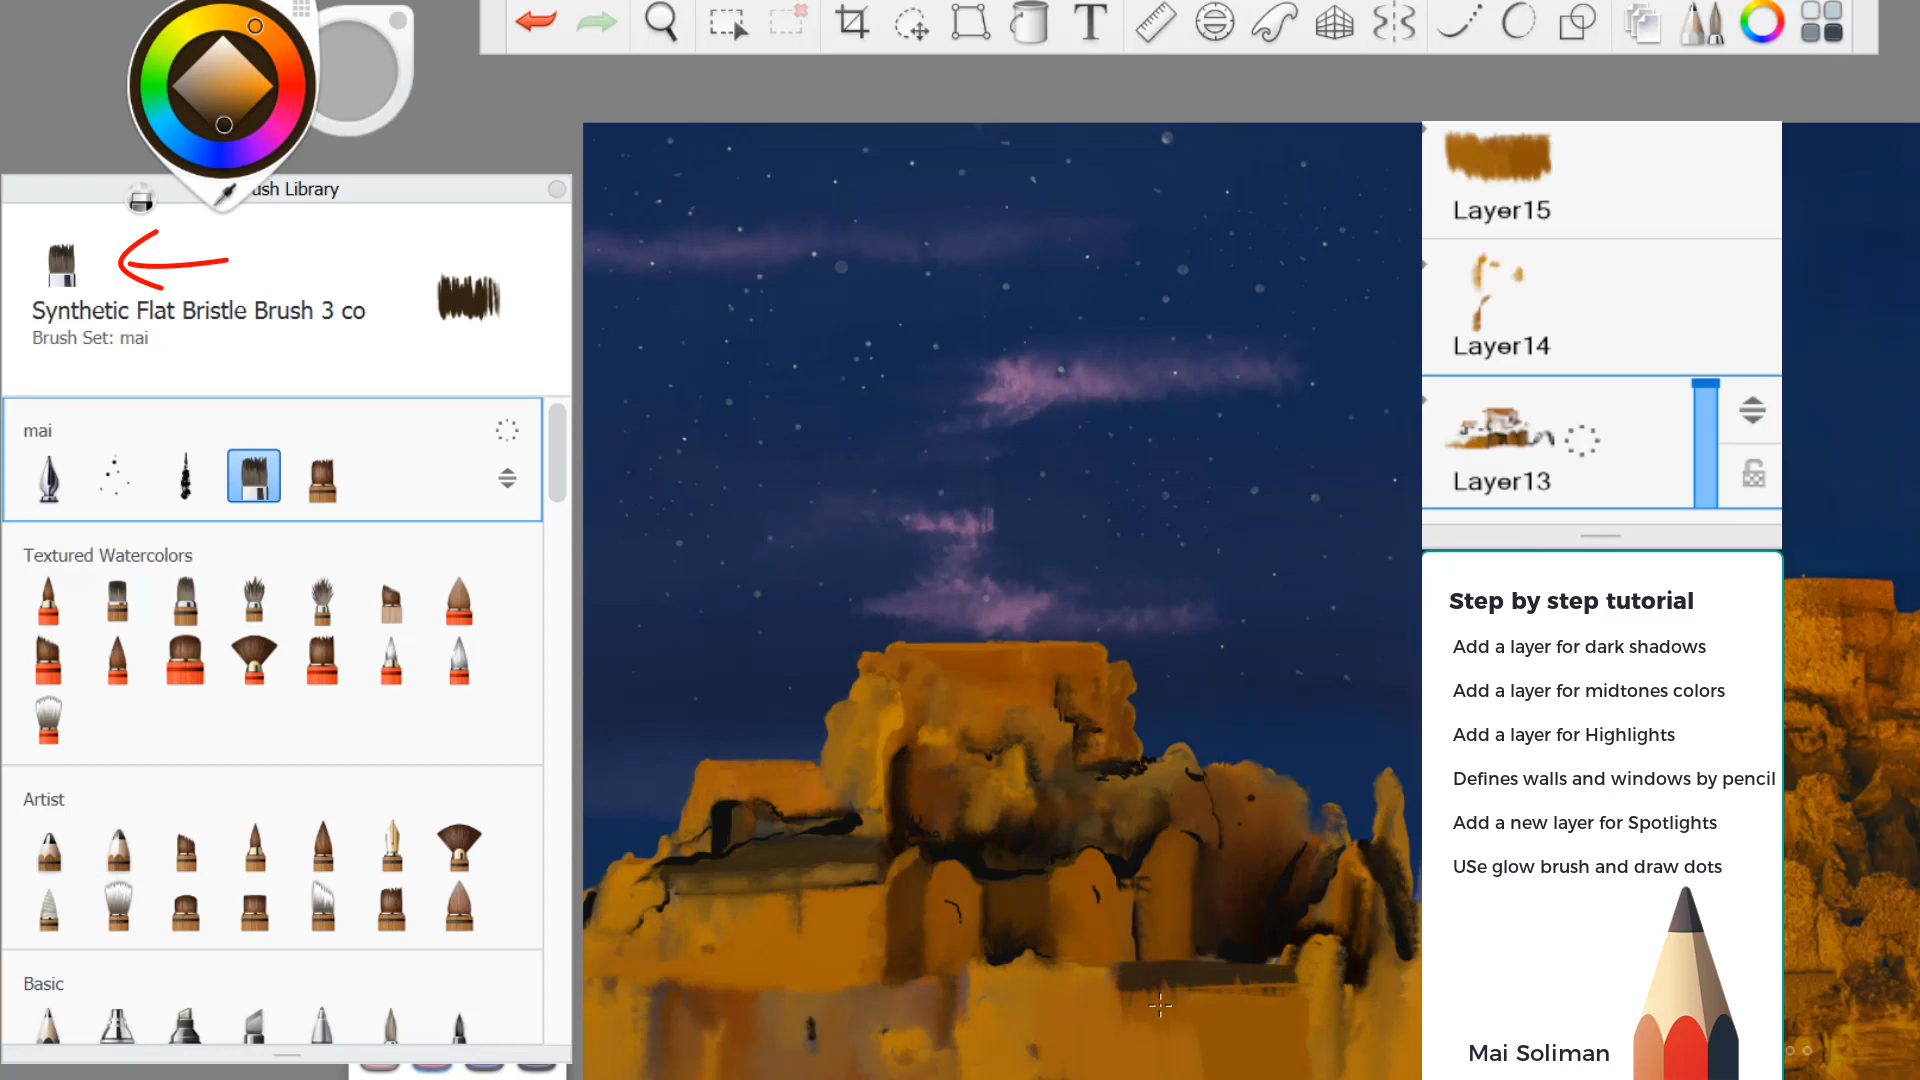 ush Library
Synthetic Flat Bristle Brush 3 co
Brush Set: mai
mai
Textured Watercolors
Artist
Basic
T
Layer15
Layer14
Layer13
Step by step tutorial
Add a layer for dark shadows
Add a layer for midtones colors
Add a layer for Highlights
Defines walls and windows by pencil
Add a new layer for Spotlights
USe glow brush and draw dots
Mai Soliman